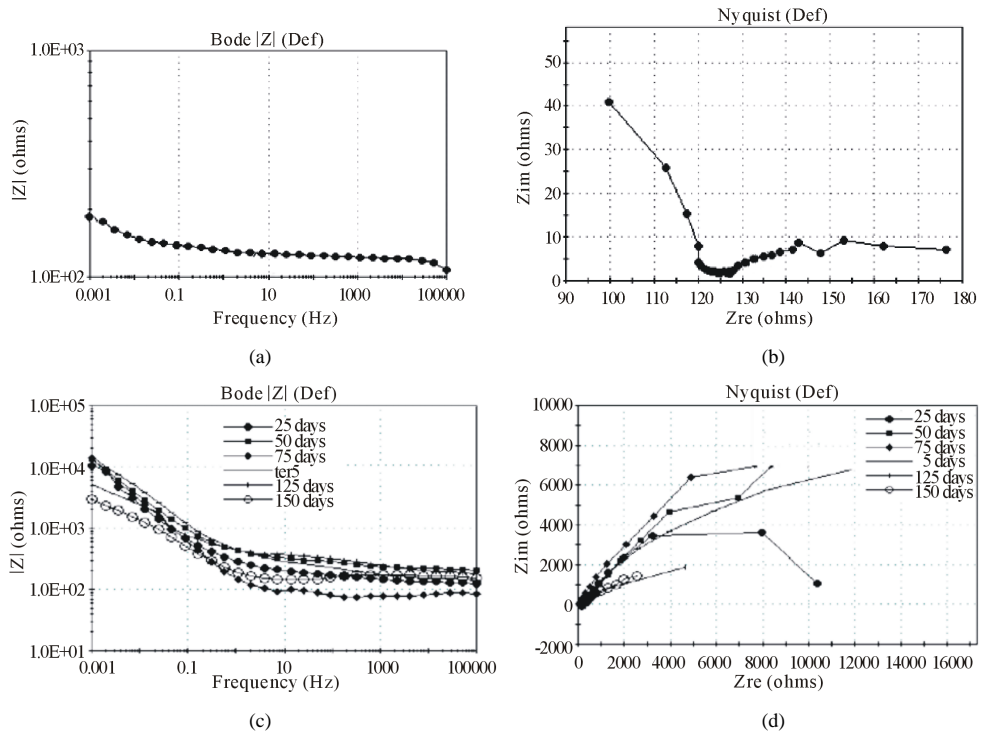 Bode |Z| (Def)
1.0E+03
|Z| (ohms)
1.0E+02
0.001 0.1 10 1000 100000
Frequency (Hz)
(a)
Nyquist (Def)
50
40
30
20
10
0
Zim (ohms)
90 100 110 120 130 140 150 160 170 180
Zre (ohms)
(b)
Bode |Z| (Def)
1.0E+05
1.0E+04
1.0E+03
1.0E+02
1.0E+01
|Z| (ohms)
25 days
50 days
75 days
ter5
125 days
150 days
0.001 0.1 10 1000 100000
Frequency (Hz)
(c)
Nyquist (Def)
10000
8000
6000
4000
2000
0
-2000
Zim (ohms)
25 days
50 days
75 days
5 days
125 days
150 days
0 2000 4000 6000 8000 10000 12000 14000 16000
Zre (ohms)
(d)